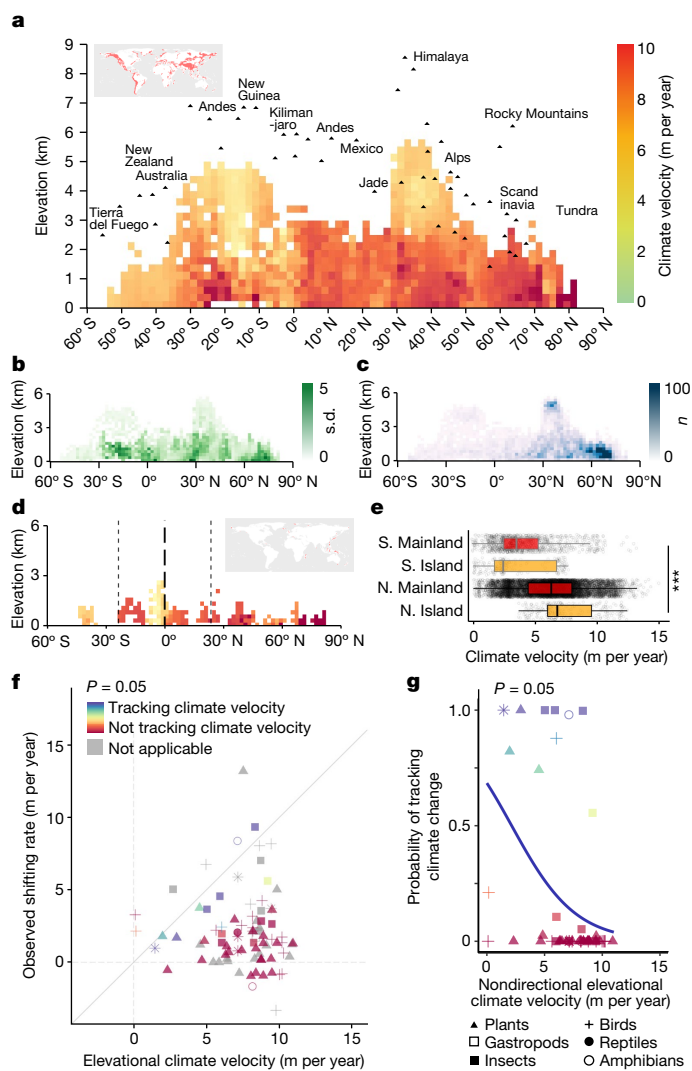 a
9
8
7
6
5
4
3
2
1
0
Elevation (km)
Himalaya
New
Guinea
Andes
Kiliman
-jaro
Andes
Rocky Mountains
New
Zealand
Australia
Mexico
Alps
Jade
Scand
inavia
Tierra
del Fuego
Tundra
60° S
50° S
40° S
30° S
20° S
10° S
0°
10° N
20° N
30° N
40° N
50° N
60° N
70° N
80° N
90° N
10
8
6
4
2
0
Climate velocity (m per year)
b
6
3
0
Elevation (km)
60° S
30° S
0°
30° N
60° N
90° N
5
0
s.d.
c
6
3
0
Elevation (km)
60° S
30° S
0°
30° N
60° N
90° N
100
0
n
d
6
3
0
Elevation (km)
60° S
30° S
0°
30° N
60° N
90° N
e
S. Mainland
S. Island
N. Mainland
N. Island
***
0
5
10
15
Climate velocity (m per year)
f
P = 0.05
Tracking climate velocity
Not tracking climate velocity
Not applicable
15
10
5
0
Observed shifting rate (m per year)
0
5
10
15
Elevational climate velocity (m per year)
g
P = 0.05
1.0
0.5
0
Probability of tracking
climate change
0
5
10
15
Nondirectional elevational
climate velocity (m per year)
Plants
Birds
Gastropods
Reptiles
Insects
Amphibians